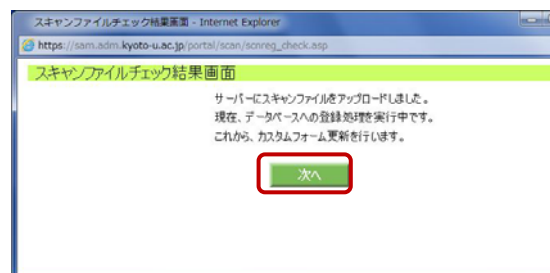 スキャンファイルチェック結果画面 - Internet Explorer
https://sam.adm.kyoto-u.ac.jp/portal/scan/scnreg_check.asp
スキャンファイルチェック結果画面
サーバーにスキャンファイルをアップロードしました。
現在、データベースへの登録処理を実行中です。
これから、カスタムフォーム更新を行います。
次へ